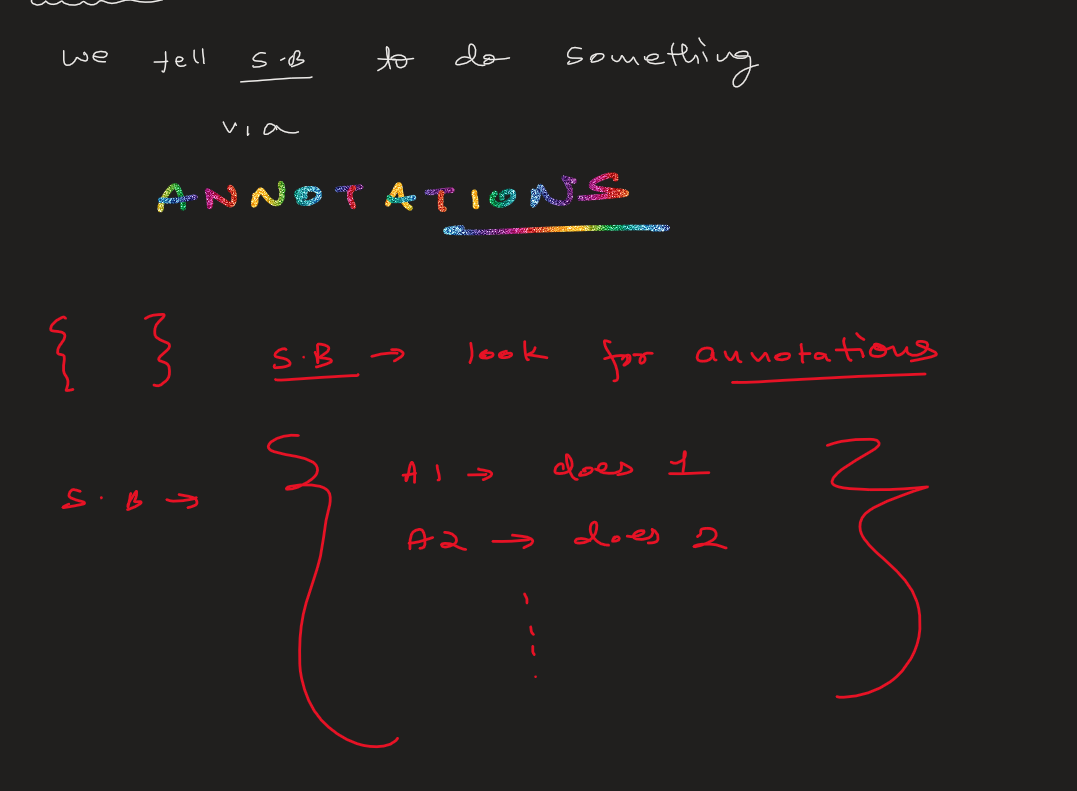 we tell S.B to do something
via
ANNOTATIONS
{ } S.B → look for annotations
S.B → { A1 → does 1
A2 → does 2 }